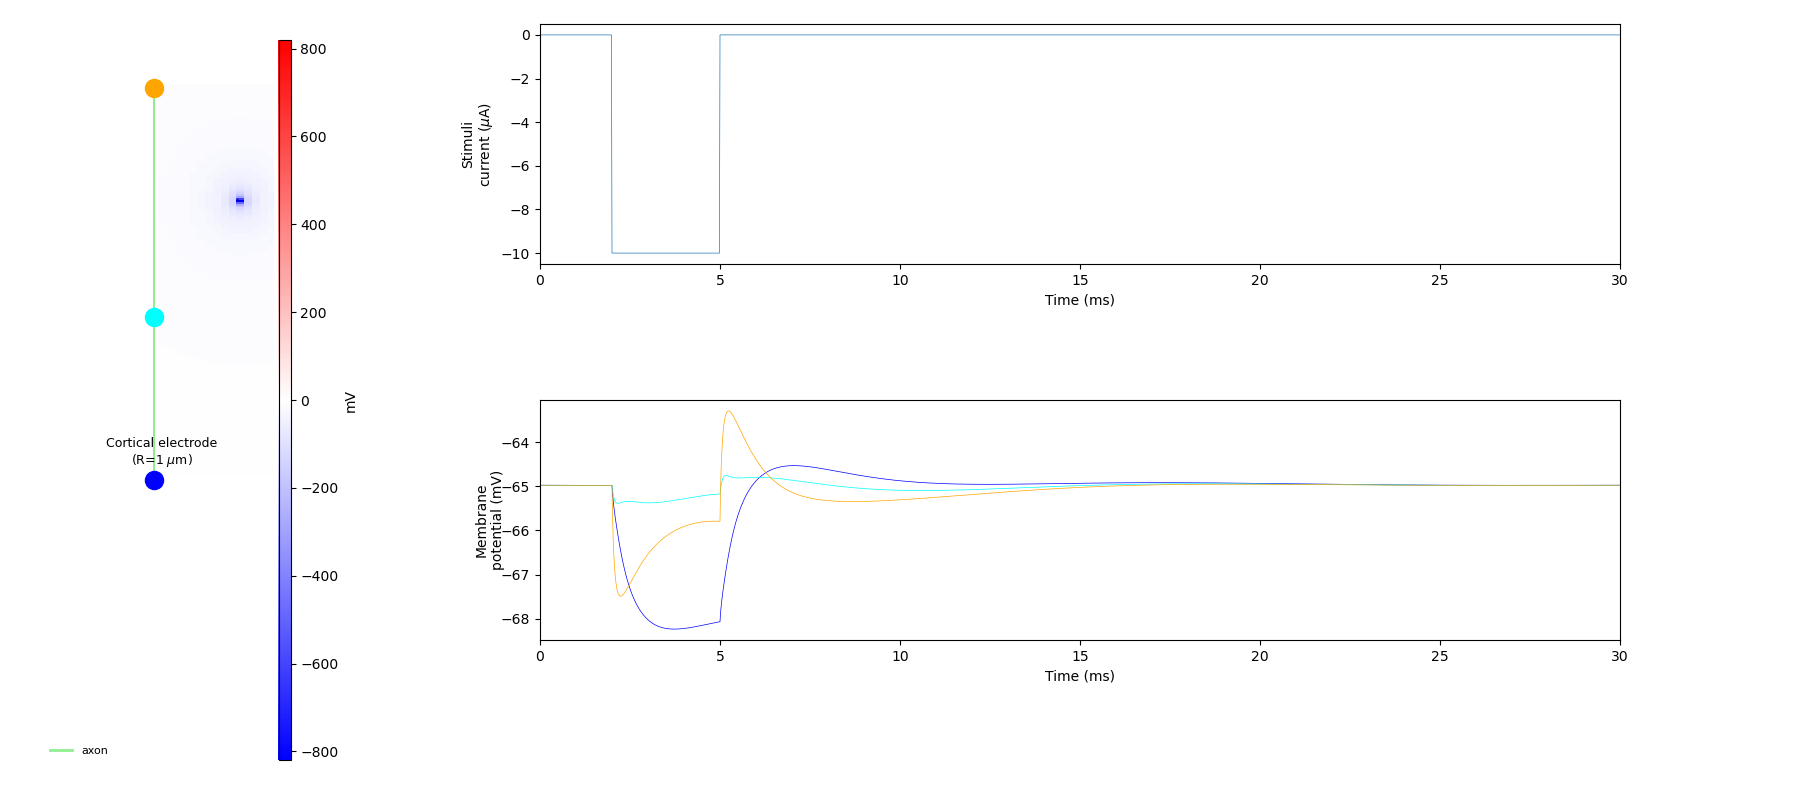 800
600
400
200
0
−200
−400
−600
−800
mV
Cortical electrode
(R=1 μm)
axon
Stimuli
current (μA)
0
−2
−4
−6
−8
−10
0 5 10 15 20 25 30
Time (ms)
Membrane
potential (mV)
−64
−65
−66
−67
−68
0 5 10 15 20 25 30
Time (ms)